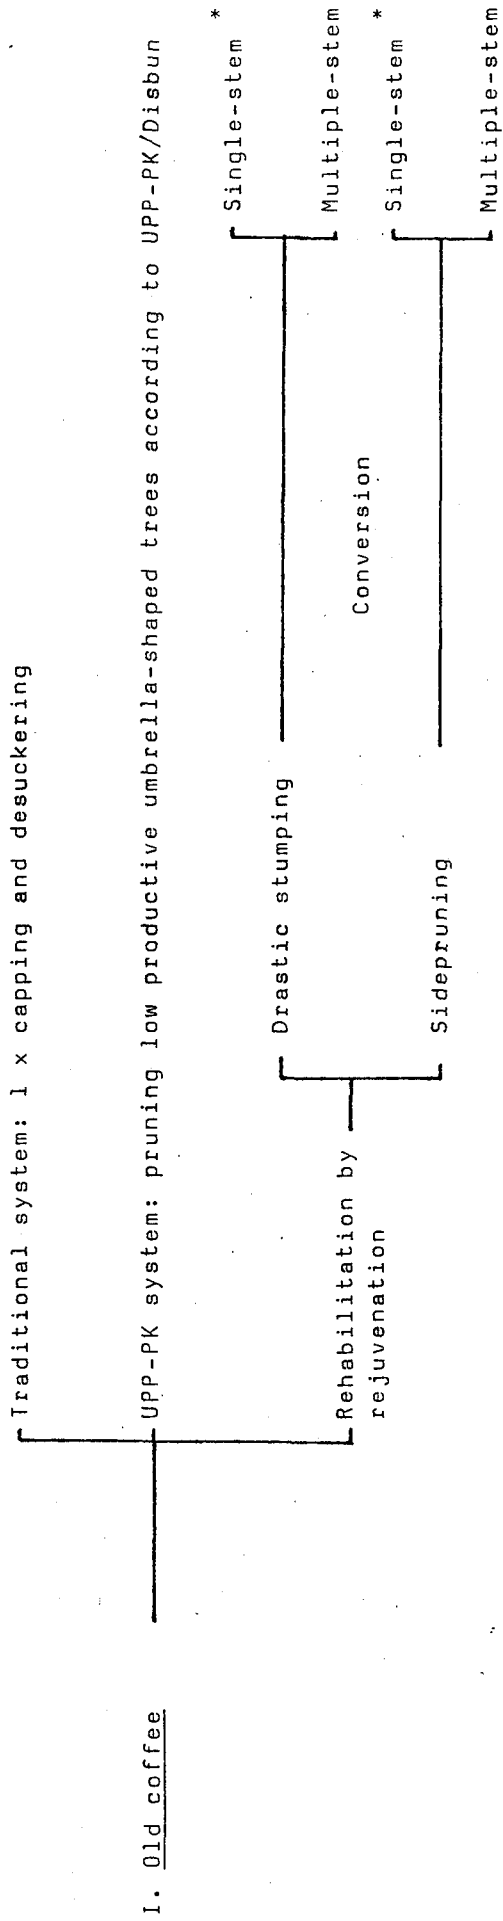 I. Old coffee
Traditional system: 1 x capping and desuckering
UPP-PK system: pruning low productive umbrella-shaped trees according to UPP-PK/Disbun
Rehabilitation by
rejuvenation
Drastic stumping
Sidepruning
Conversion
Single-stem *
Multiple-stem
Single-stem *
Multiple-stem